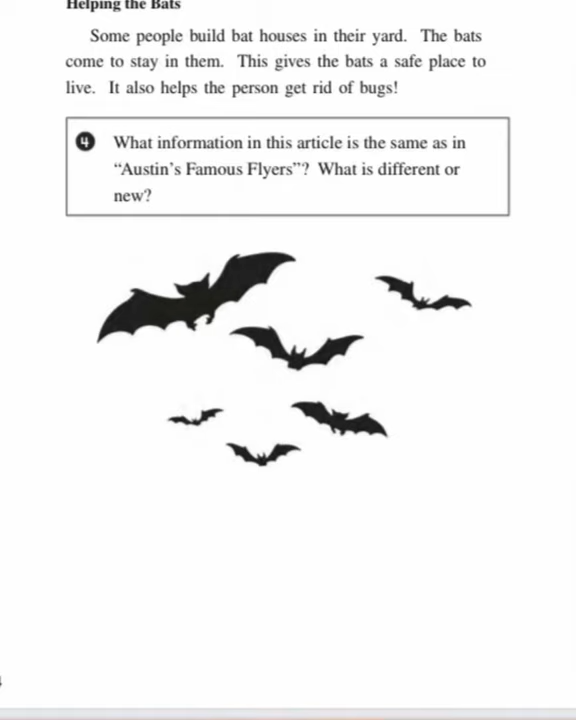 Helping the Bats
Some people build bat houses in their yard. The bats
come to stay in them. This gives the bats a safe place to
live. It also helps the person get rid of bugs!
4 What information in this article is the same as in
“Austin’s Famous Flyers”? What is different or
new?